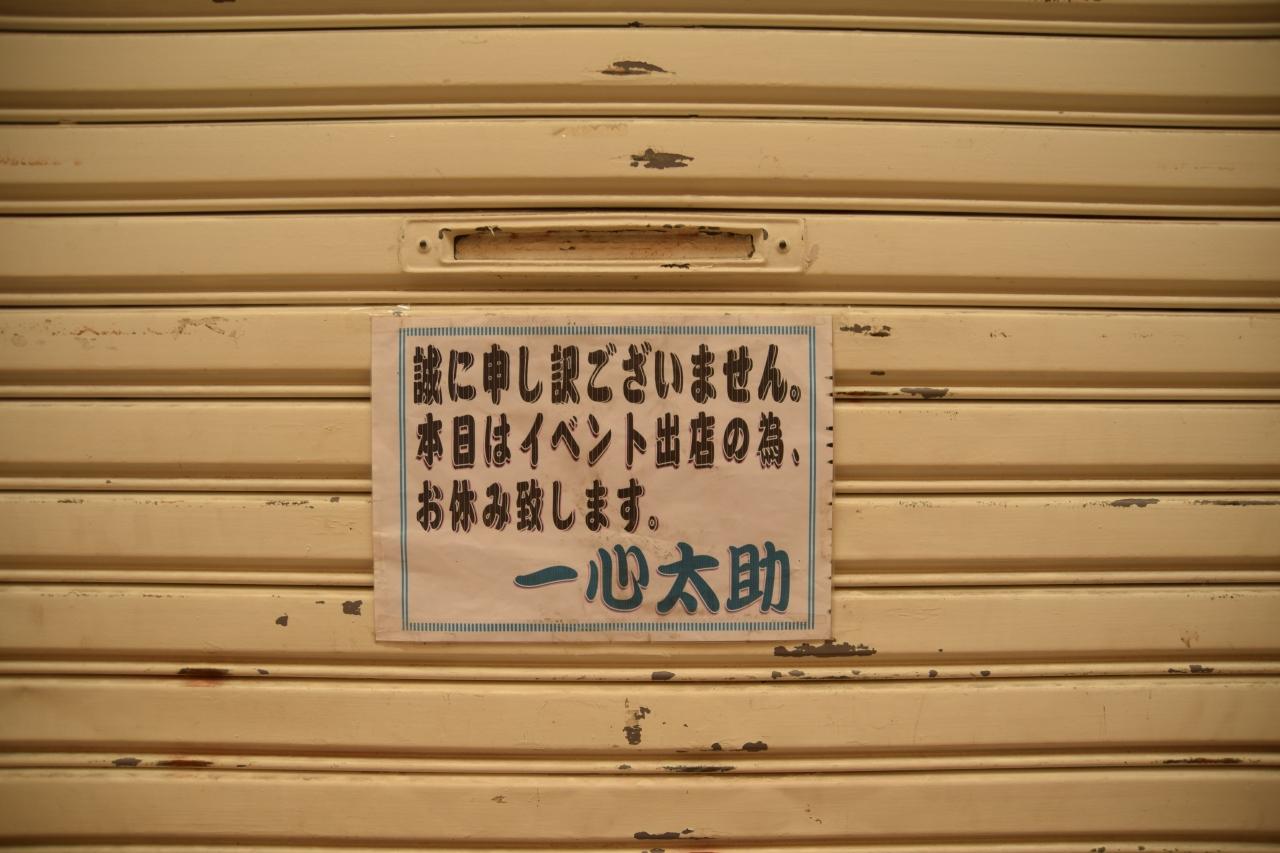 誠に申し訳ございません。
本日はイベント出店の為、
お休み致します。
一心太助